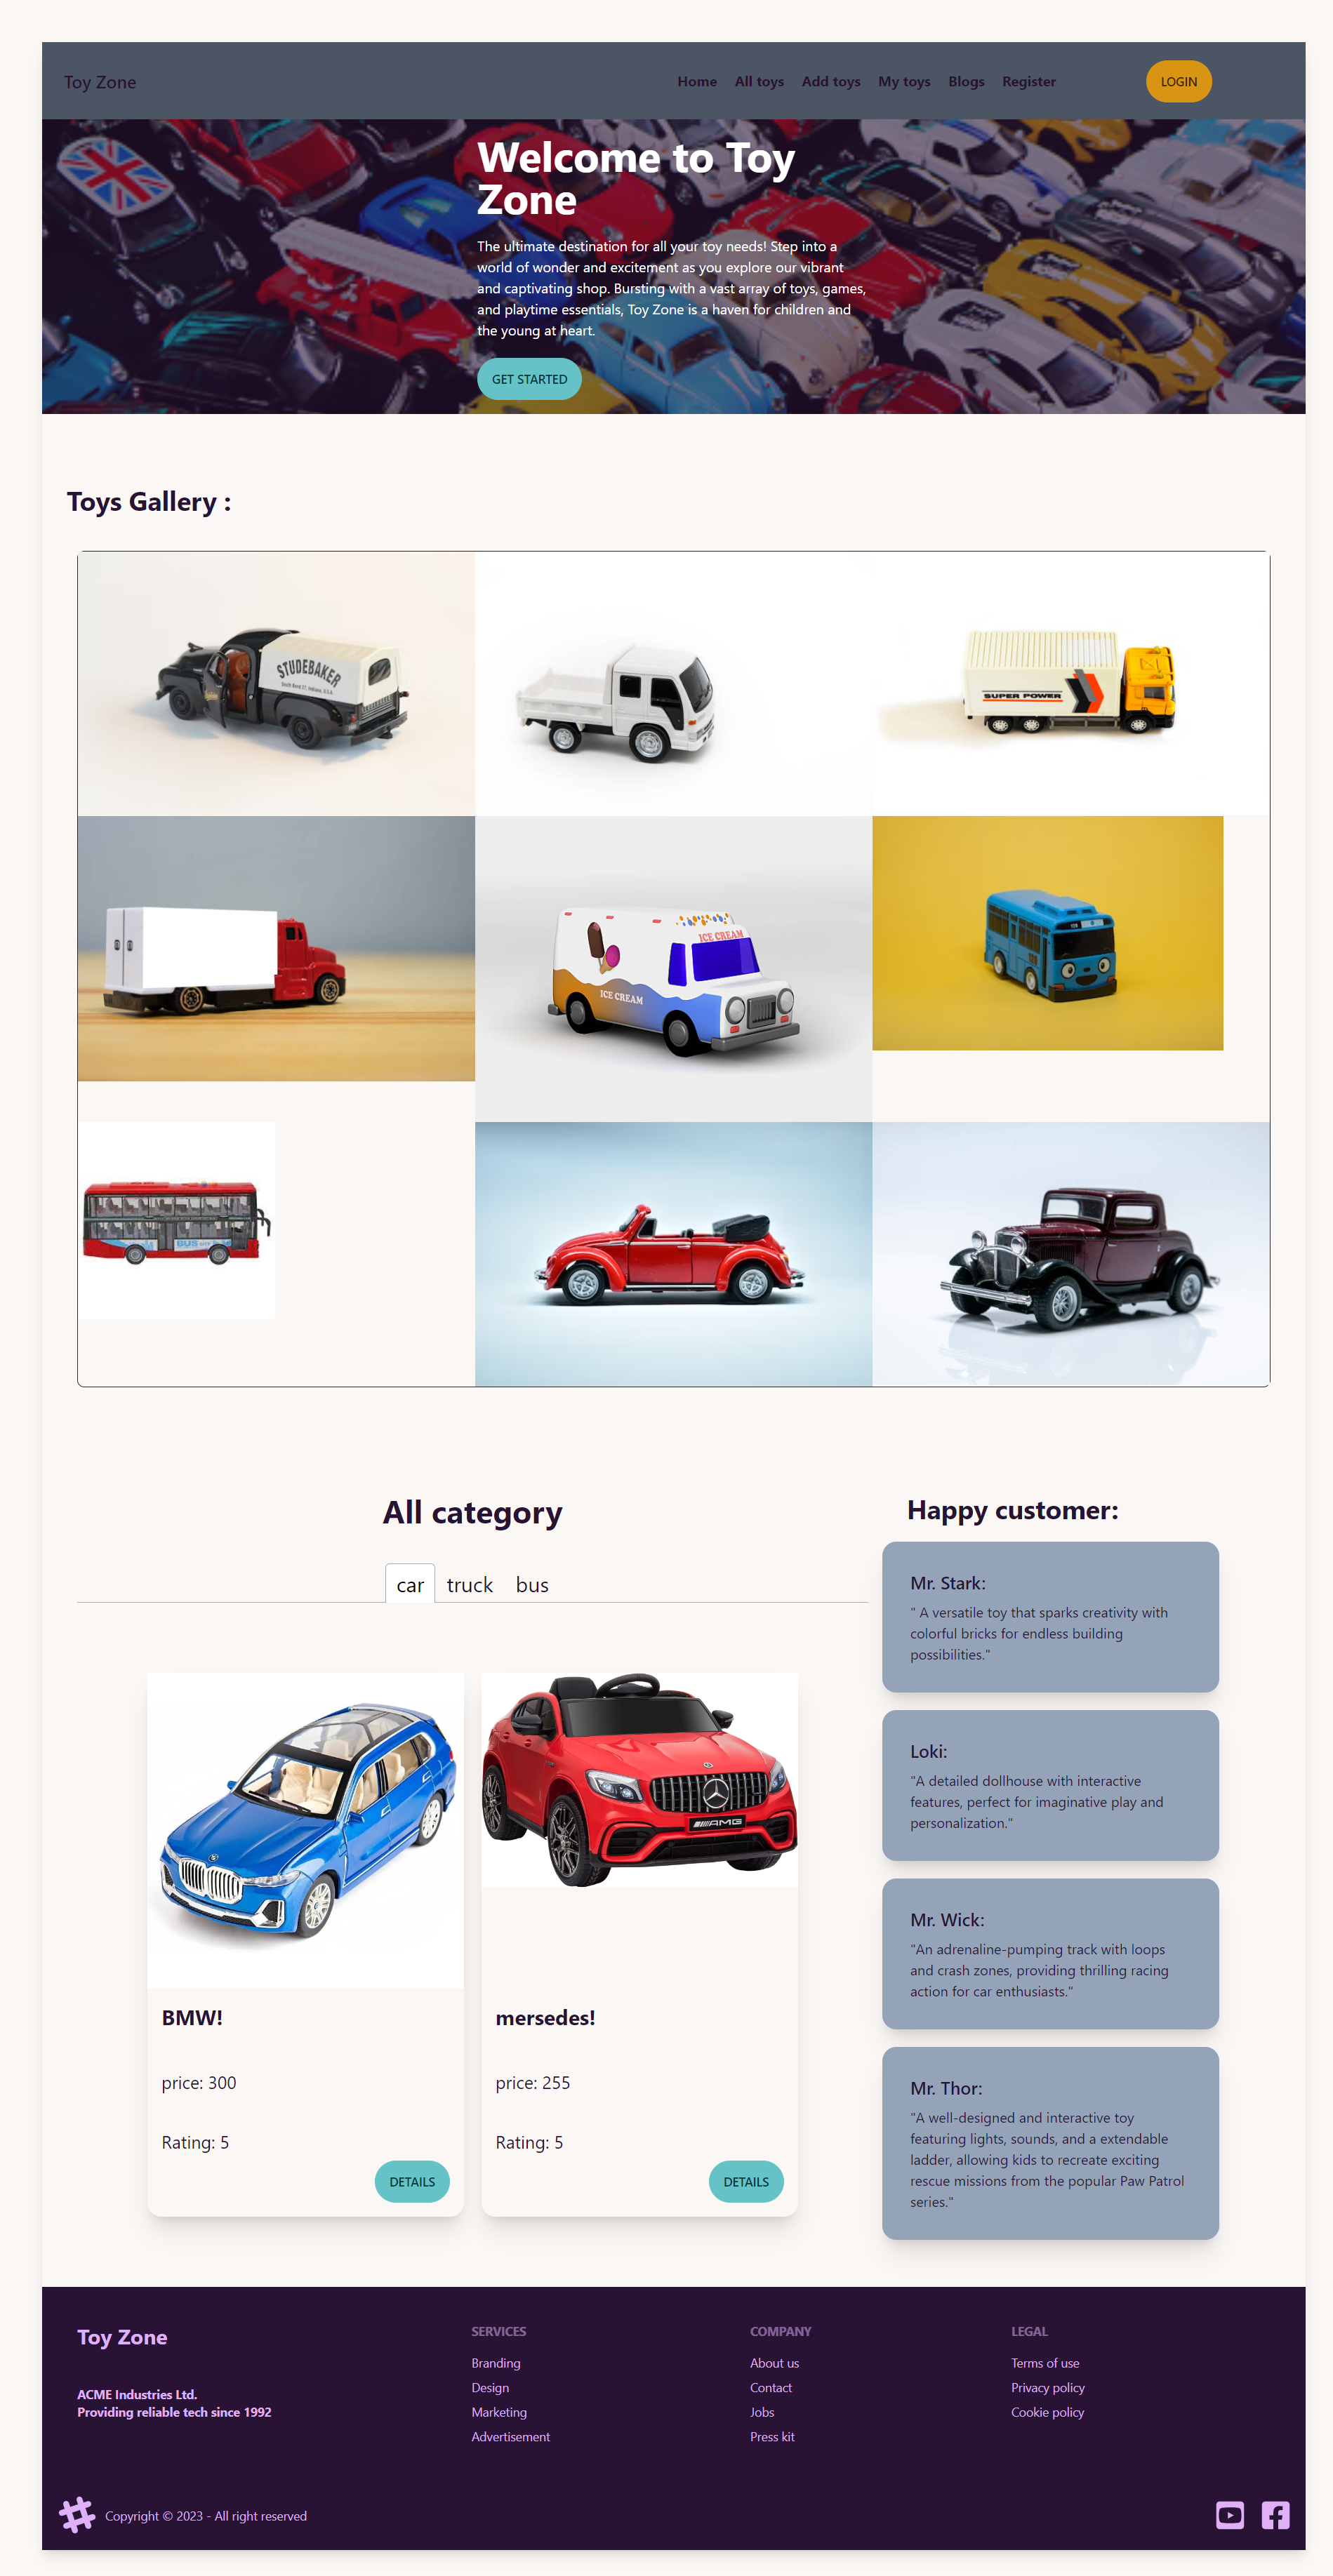 Toy Zone
Home All toys Add toys My toys Blogs Register
LOGIN
Welcome to Toy
Zone
The ultimate destination for all your toy needs! Step into a
world of wonder and excitement as you explore our vibrant
and captivating shop. Bursting with a vast array of toys, games,
and playtime essentials, Toy Zone is a haven for children and
the young at heart.
GET STARTED
Toys Gallery :
STUDEBAKER
SUPER POWER
ICE CREAM
ICE CREAM
BUS
All category
car truck bus
BMW!
price: 300
Rating: 5
DETAILS
AMG
mersedes!
price: 255
Rating: 5
DETAILS
Happy customer:
Mr. Stark:
" A versatile toy that sparks creativity with
colorful bricks for endless building
possibilities."
Loki:
"A detailed dollhouse with interactive
features, perfect for imaginative play and
personalization."
Mr. Wick:
"An adrenaline-pumping track with loops
and crash zones, providing thrilling racing
action for car enthusiasts."
Mr. Thor:
"A well-designed and interactive toy
featuring lights, sounds, and a extendable
ladder, allowing kids to recreate exciting
rescue missions from the popular Paw Patrol
series."
Toy Zone
ACME Industries Ltd.
Providing reliable tech since 1992
SERVICES
Branding
Design
Marketing
Advertisement
COMPANY
About us
Contact
Jobs
Press kit
LEGAL
Terms of use
Privacy policy
Cookie policy
Copyright © 2023 - All right reserved